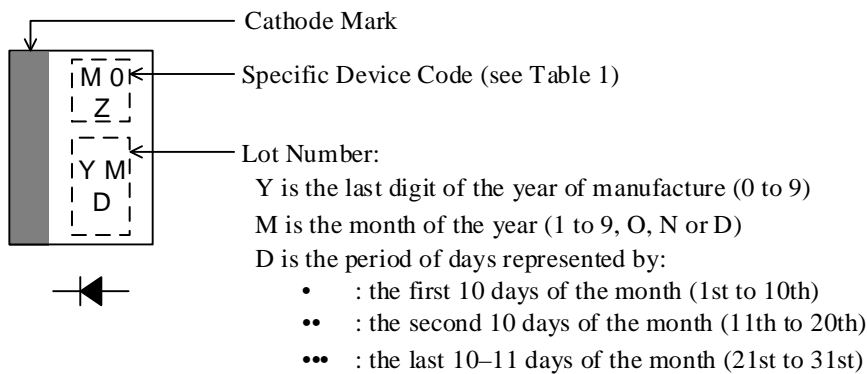 Cathode Mark
M 0
Z
Specific Device Code (see Table 1)
Y M
D
Lot Number:
Y is the last digit of the year of manufacture (0 to 9)
M is the month of the year (1 to 9, O, N or D)
D is the period of days represented by:
• : the first 10 days of the month (1st to 10th)
•• : the second 10 days of the month (11th to 20th)
••• : the last 10–11 days of the month (21st to 31st)